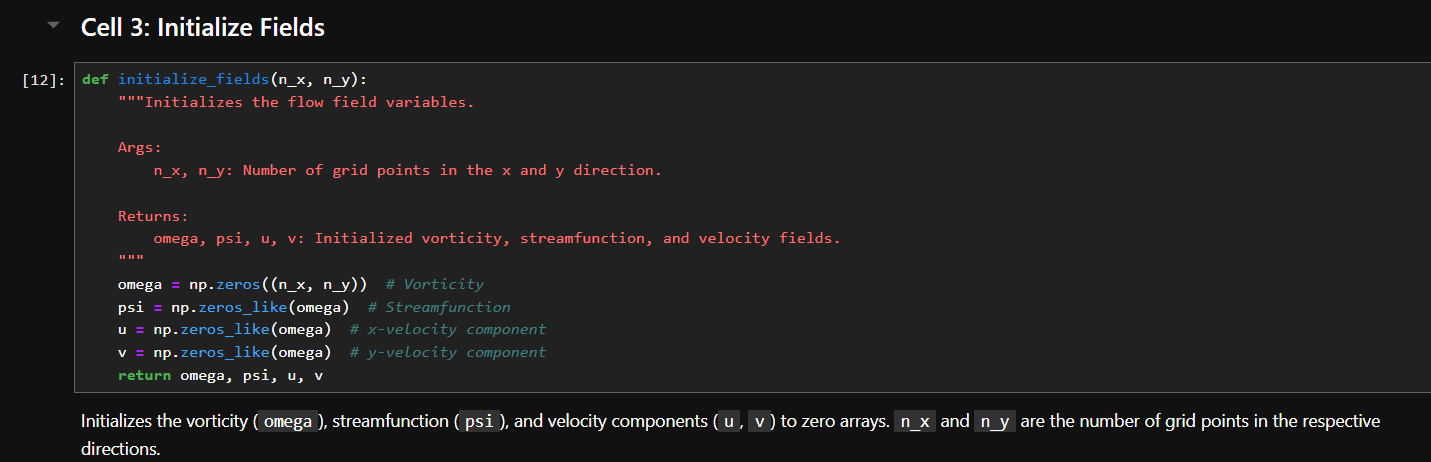 Cell 3: Initialize Fields
[12]: def initialize_fields(n_x, n_y):
    """Initializes the flow field variables.

    Args:
        n_x, n_y: Number of grid points in the x and y direction.

    Returns:
        omega, psi, u, v: Initialized vorticity, streamfunction, and velocity fields.
    """
    omega = np.zeros((n_x, n_y))  # Vorticity
    psi = np.zeros_like(omega)  # Streamfunction
    u = np.zeros_like(omega)  # x-velocity component
    v = np.zeros_like(omega)  # y-velocity component
    return omega, psi, u, v
Initializes the vorticity ( omega ), streamfunction ( psi ), and velocity components ( u , v ) to zero arrays. n_x and n_y are the number of grid points in the respective
directions.